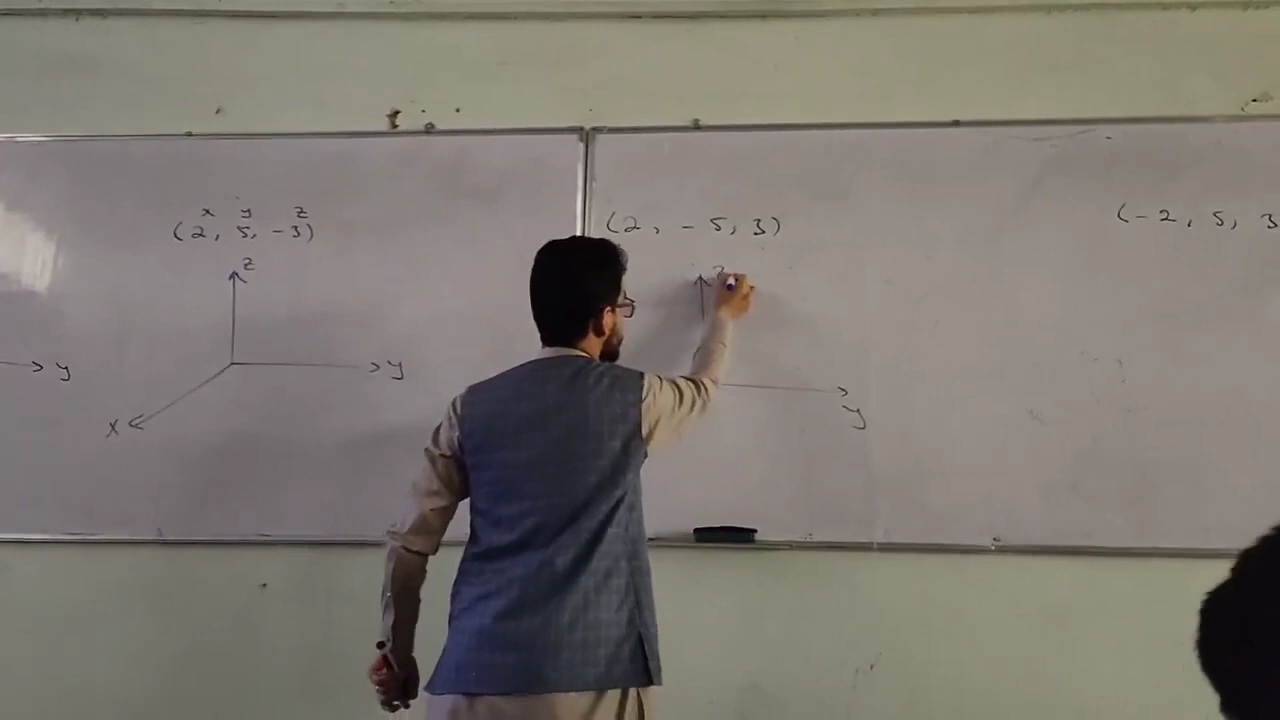 x y z
(2, 5, -3)
z
y
y
x
(2, -5, 3)
z
y
(-2, 5, 3